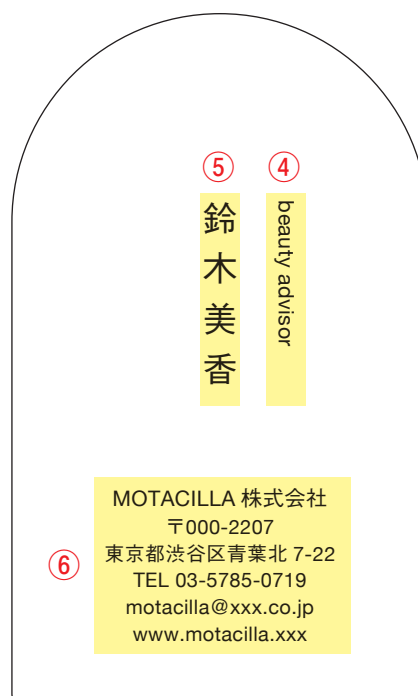 ④
beauty advisor
⑤
鈴木美香
⑥
MOTACILLA 株式会社
〒000-2207
東京都渋谷区青葉北 7-22
TEL 03-5785-0719
motacilla@xxx.co.jp
www.motacilla.xxx